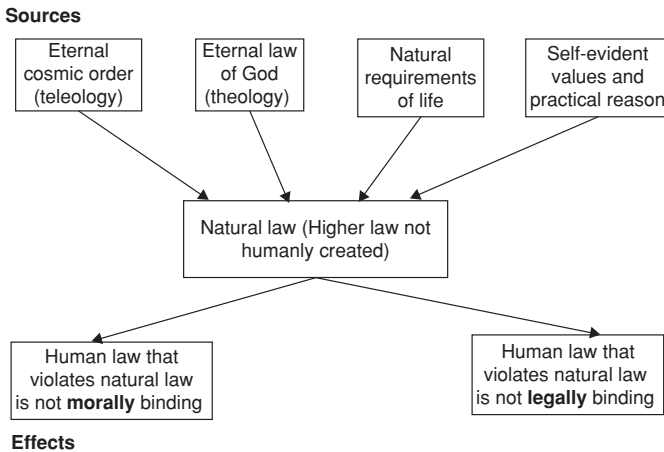 Sources
Eternal
cosmic order
(teleology)
Eternal law
of God
(theology)
Natural
requirements
of life
Self-evident
values and
practical reason
Natural law (Higher law not
humanly created)
Human law that
violates natural law
is not morally binding
Human law that
violates natural law
is not legally binding
Effects